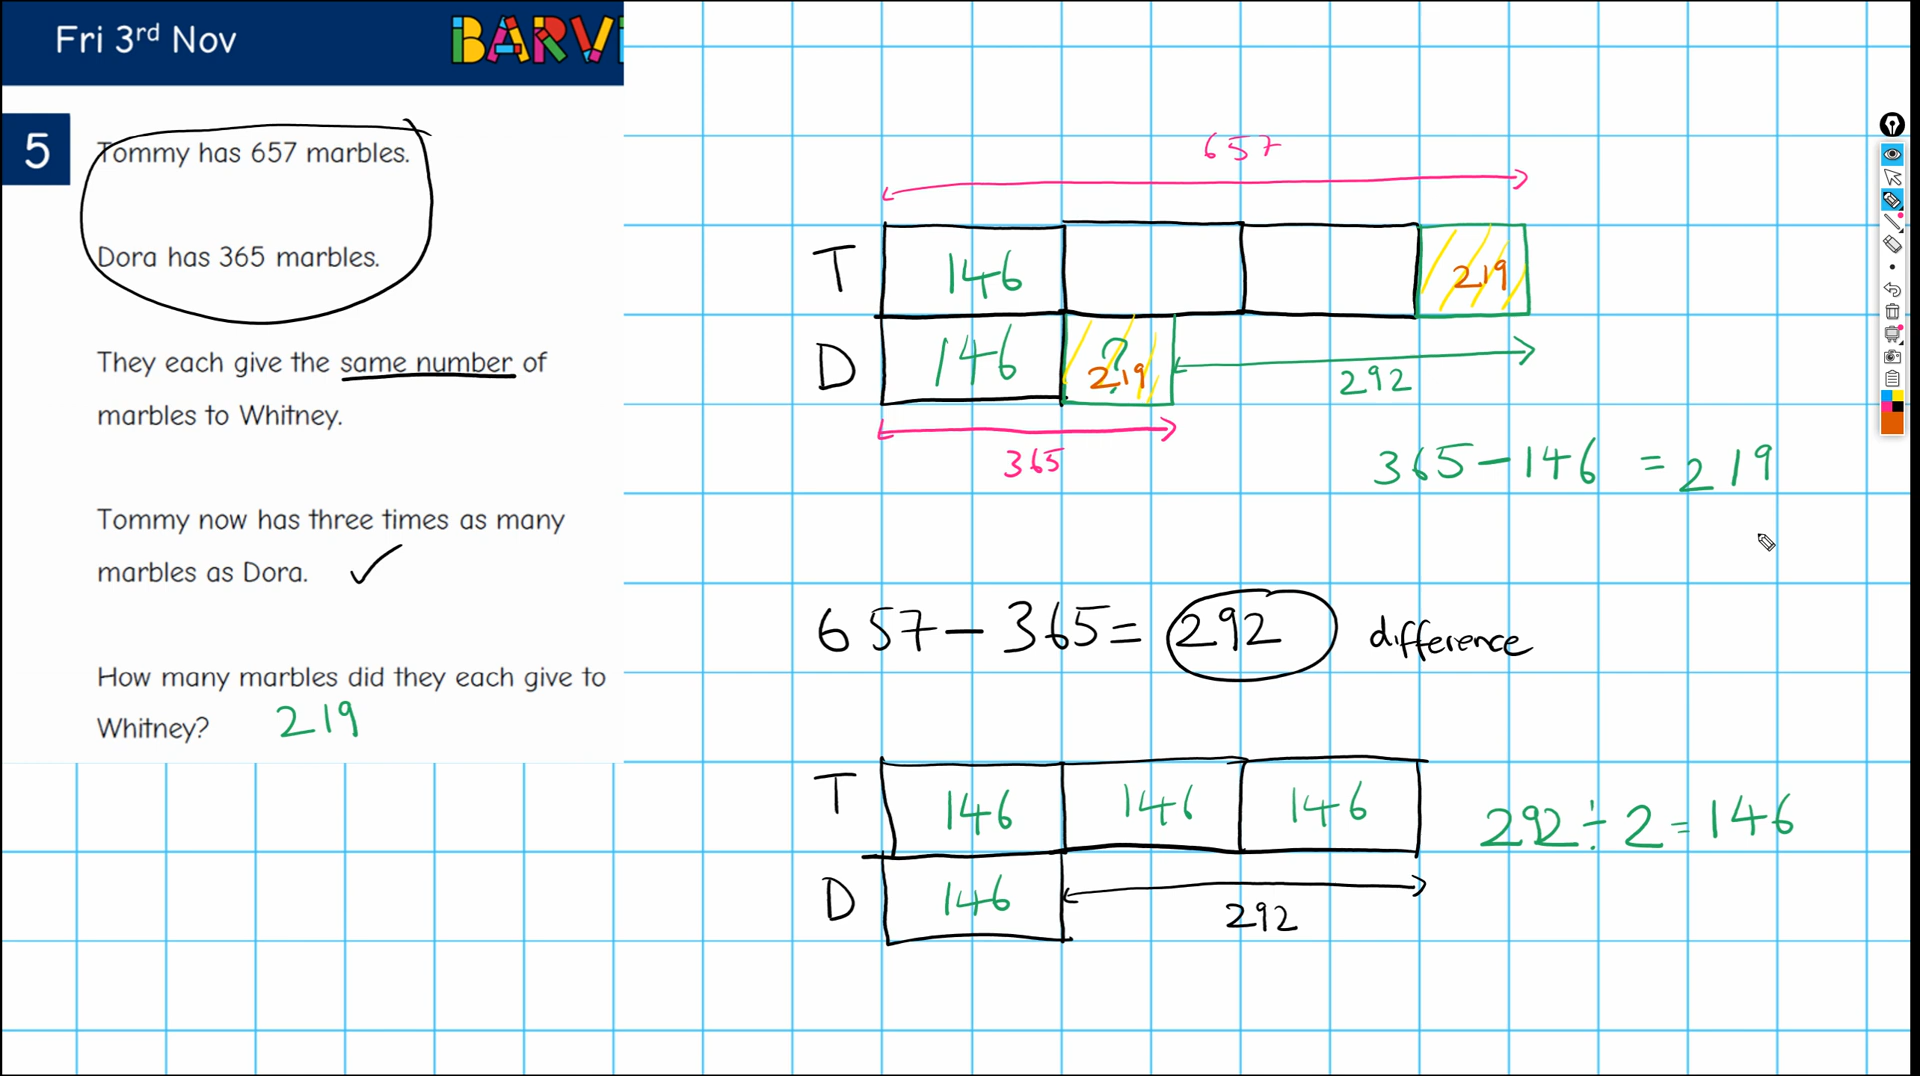 Fri 3rd Nov
BARVI
5
Tommy has 657 marbles.
Dora has 365 marbles.
They each give the same number of
marbles to Whitney.
Tommy now has three times as many
marbles as Dora.
How many marbles did they each give to
Whitney? 219
657
T 146 219
D 146 ? 219
292
365
365-146 = 219
657-365= 292 difference
T 146 146 146
292÷2=146
D 146
292